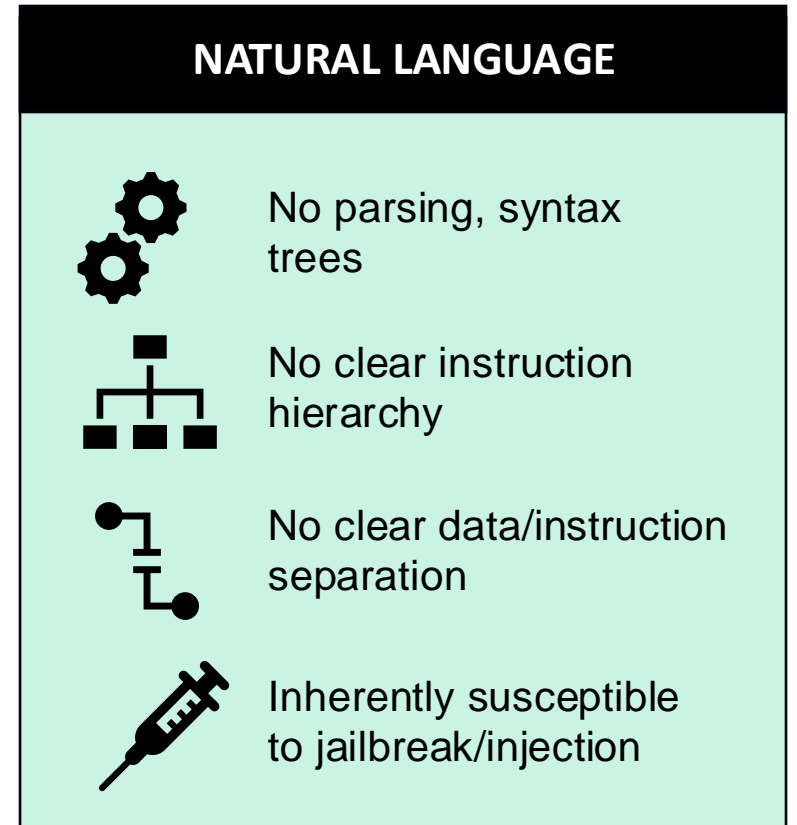 NATURAL LANGUAGE
No parsing, syntax
trees
No clear instruction
hierarchy
No clear data/instruction
separation
Inherently susceptible
to jailbreak/injection